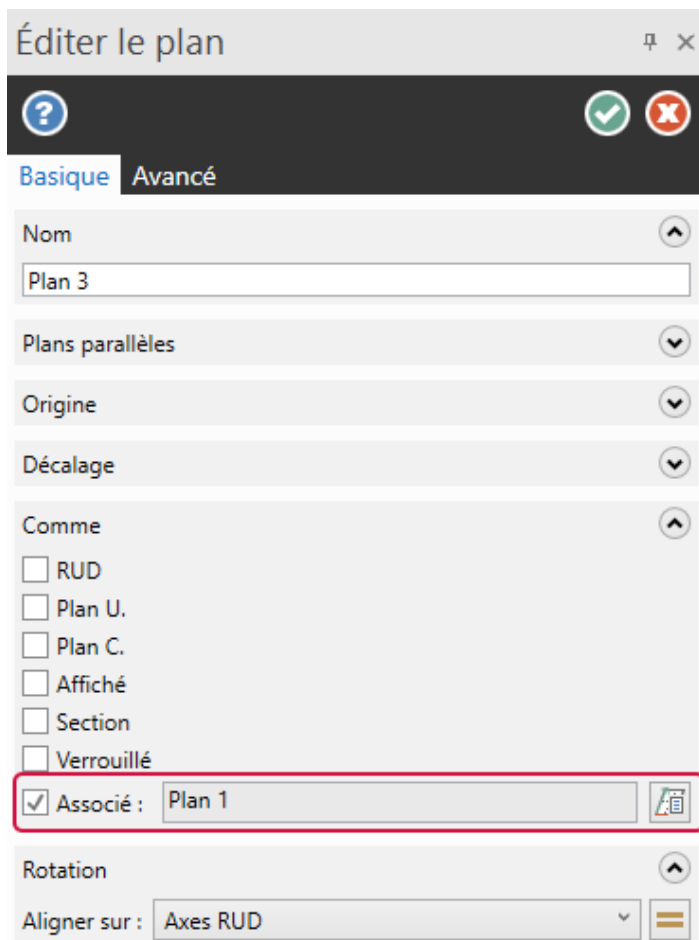 Éditer le plan
Basique Avancé
Nom
Plan 3
Plans parallèles
Origine
Décalage
Comme
RUD
Plan U.
Plan C.
Affiché
Section
Verrouillé
Associé : Plan 1
Rotation
Aligner sur : Axes RUD